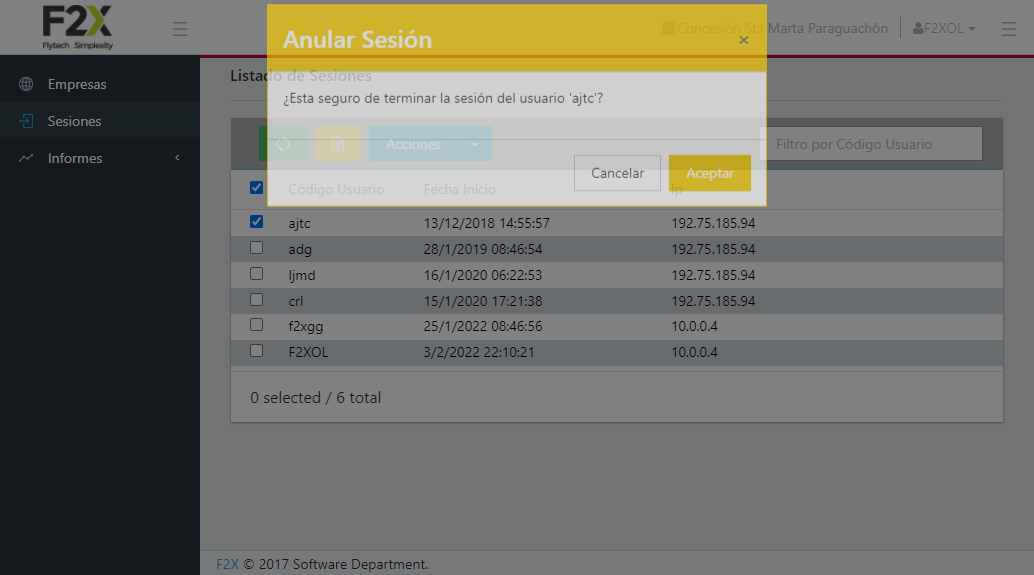 F2X
Flytech Simplexity
Concesión Sta Marta Paraguachón
F2XOL
Anular Sesión
×
Listado de Sesiones
¿Esta seguro de terminar la sesión del usuario 'ajtc'?
Empresas
Sesiones
Informes
Acciones
Filtro por Código Usuario
Cancelar
Aceptar
Código Usuario Fecha Inicio Ip
ajtc 13/12/2018 14:55:57 192.75.185.94
adg 28/1/2019 08:46:54 192.75.185.94
ljmd 16/1/2020 06:22:53 192.75.185.94
crl 15/1/2020 17:21:38 192.75.185.94
f2xgg 25/1/2022 08:46:56 10.0.0.4
F2XOL 3/2/2022 22:10:21 10.0.0.4
0 selected / 6 total
F2X © 2017 Software Department.